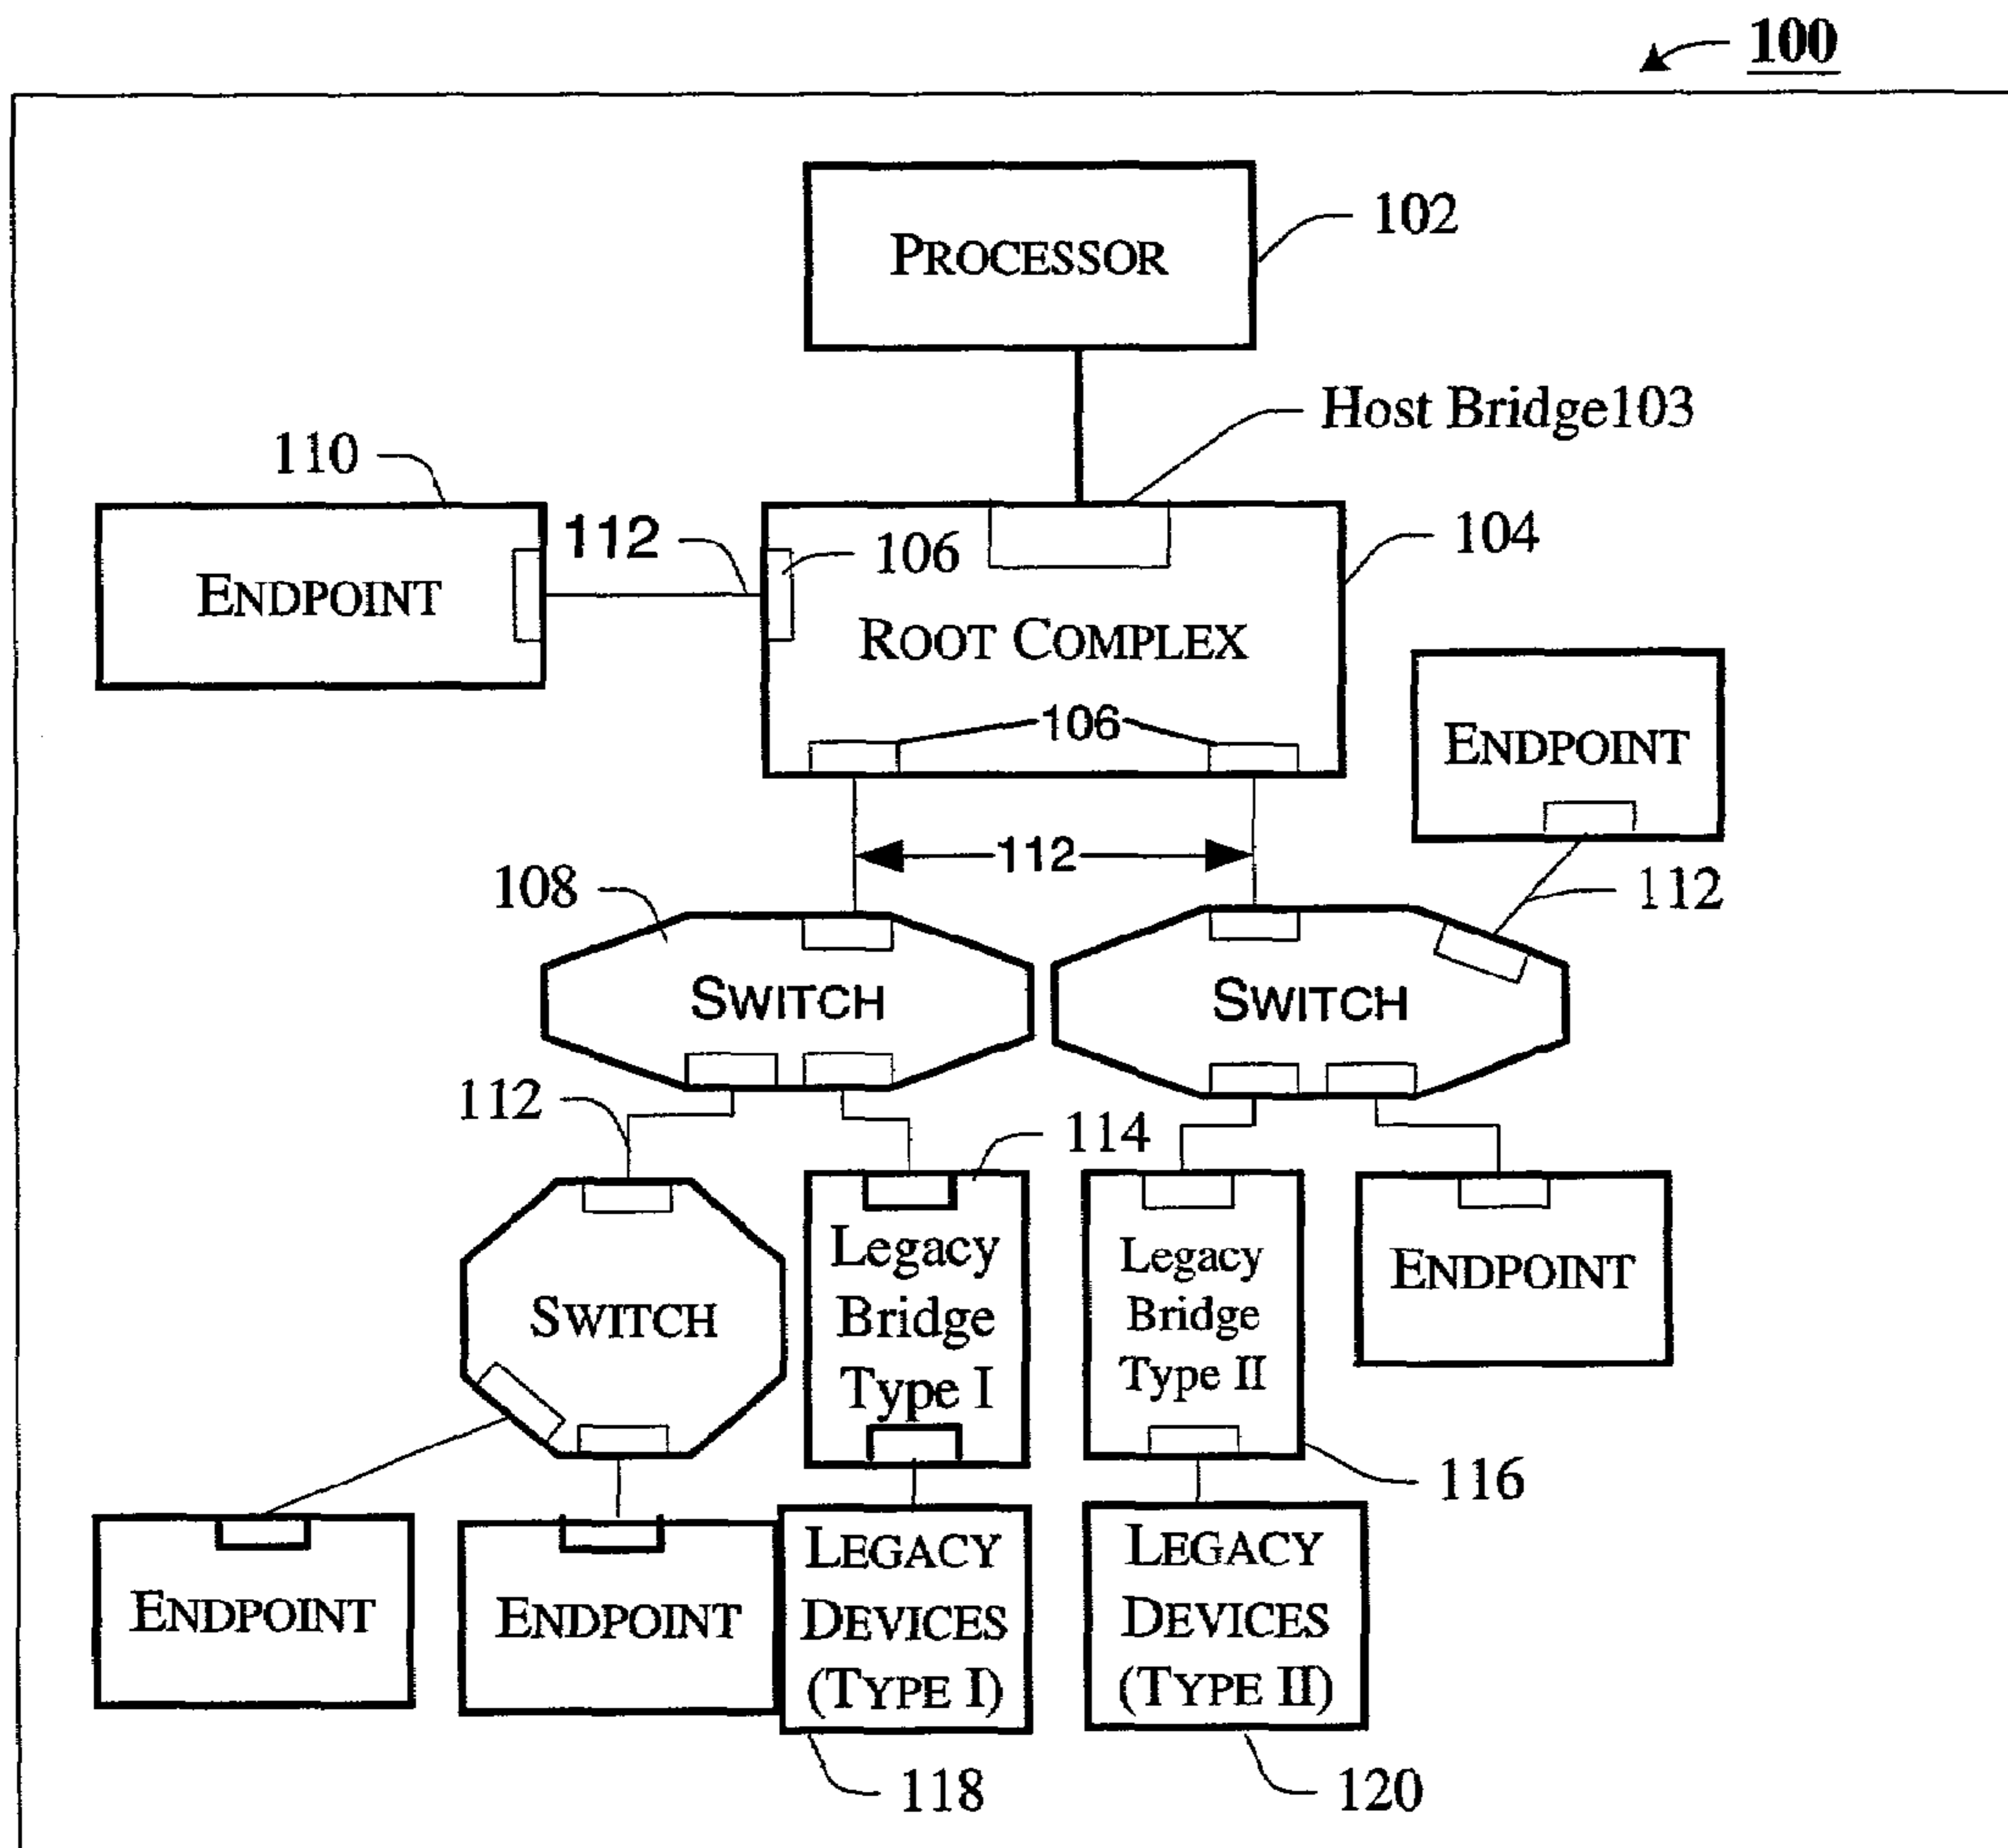 100
PROCESSOR
102
Host Bridge103
110
ENDPOINT
112
106
104
ROOT COMPLEX
106
ENDPOINT
112
108
112
SWITCH
SWITCH
112
114
Legacy
Bridge
Type I
Legacy
Bridge
Type II
ENDPOINT
SWITCH
116
ENDPOINT
ENDPOINT
LEGACY
DEVICES
(TYPE I)
LEGACY
DEVICES
(TYPE II)
118
120